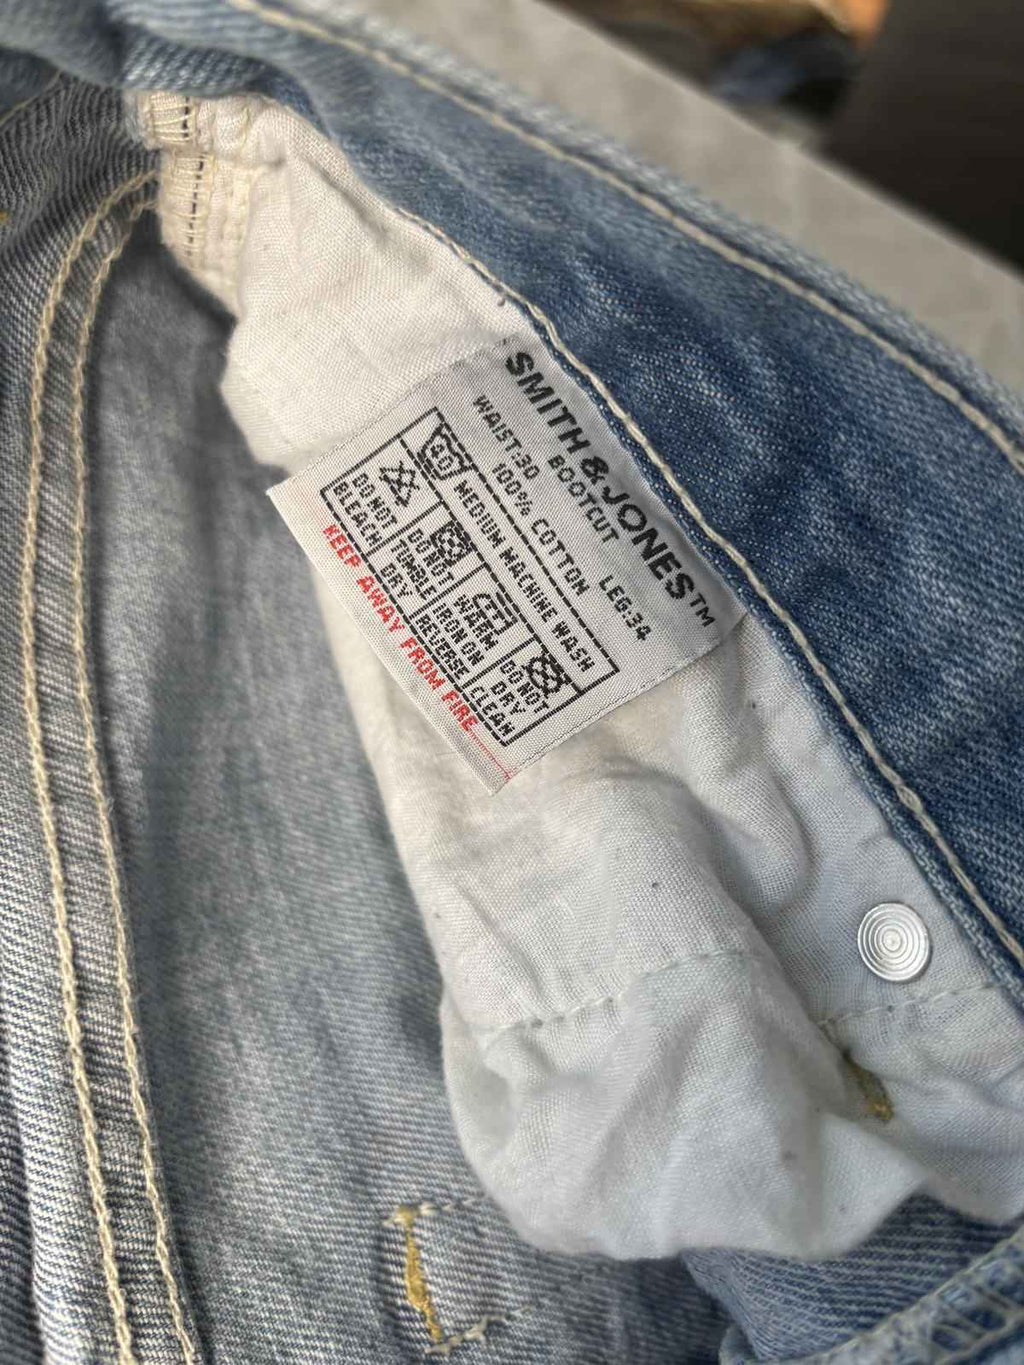 SMITH & JONES™
BOOTCUT
WAIST:30 LEG:34
100% COTTON
40 MEDIUM MACHINE WASH
DO NOT
BLEACH
DO NOT
TUMBLE
DRY
WARM
IRON ON
REVERSE
DO NOT
DRY
CLEAN
KEEP AWAY FROM FIRE